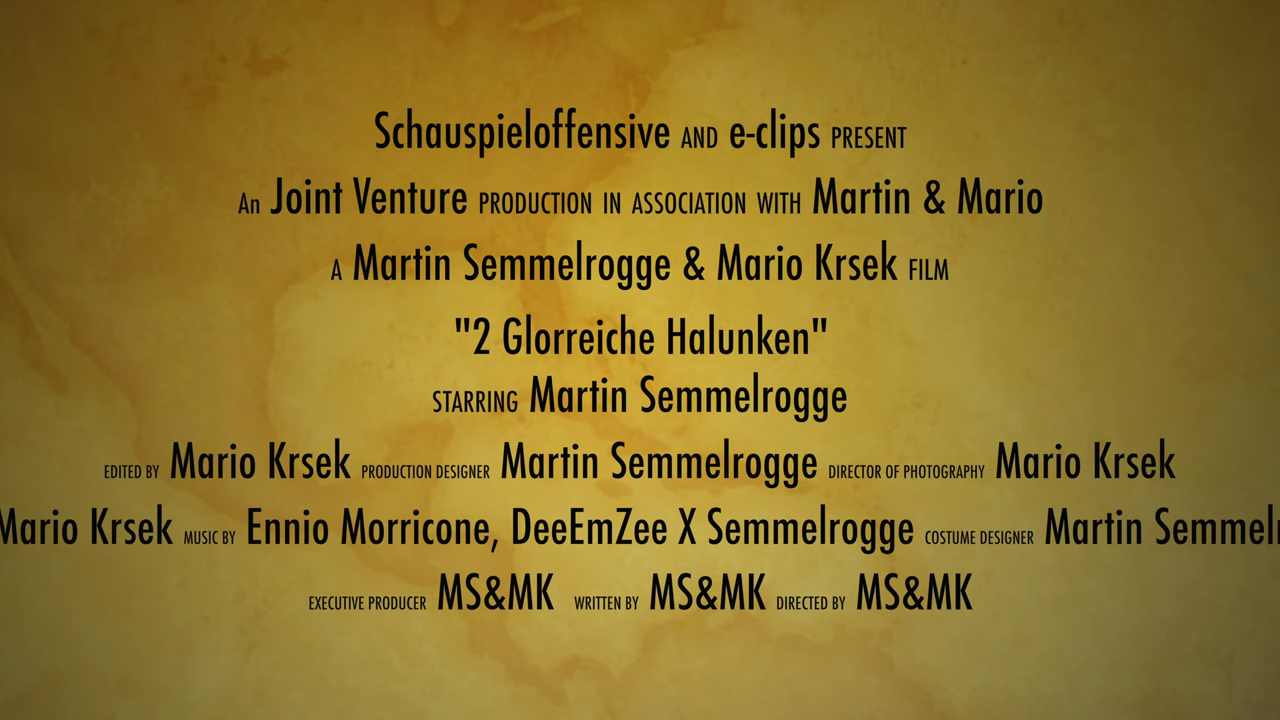 Schauspieloffensive AND e-clips PRESENT
An Joint Venture PRODUCTION IN ASSOCIATION WITH Martin & Mario
A Martin Semmelrogge & Mario Krsek FILM
"2 Glorreiche Halunken"
STARRING Martin Semmelrogge
EDITED BY Mario Krsek PRODUCTION DESIGNER Martin Semmelrogge DIRECTOR OF PHOTOGRAPHY Mario Krsek
Mario Krsek MUSIC BY Ennio Morricone, DeeEmZee X Semmelrogge COSTUME DESIGNER Martin
EXECUTIVE PRODUCER MS&MK WRITTEN BY MS&MK DIRECTED BY MS&MK